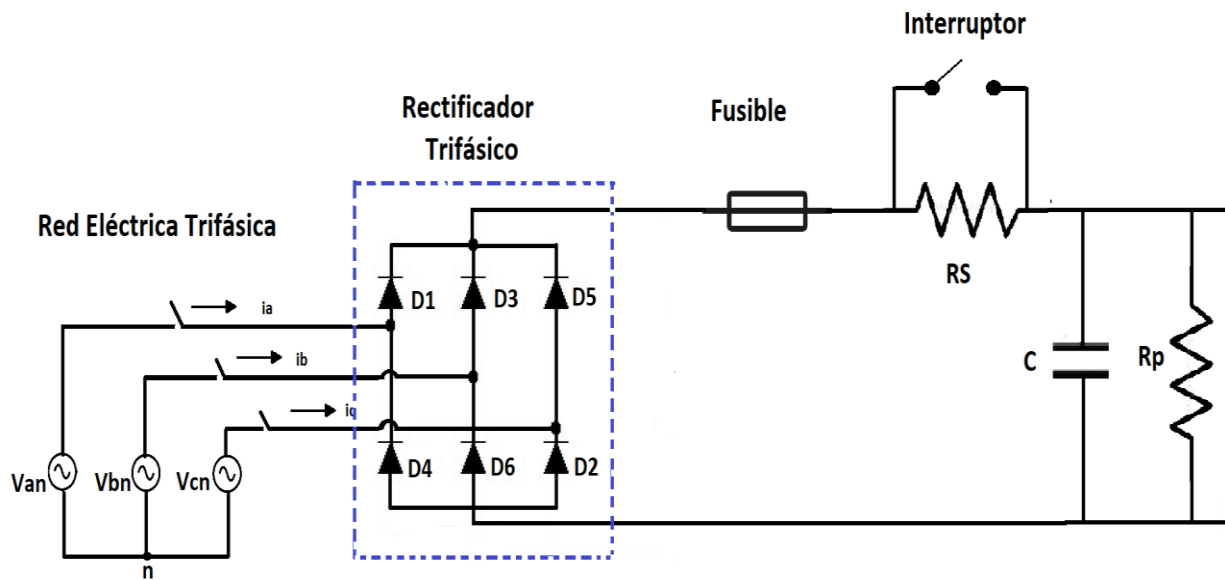 Interruptor
Rectificador
Trifásico
Fusible
Red Eléctrica Trifásica
RS
D1
D3
D5
ia
ib
C
Rp
D4
D6
D2
Van
Vbn
Vcn
n